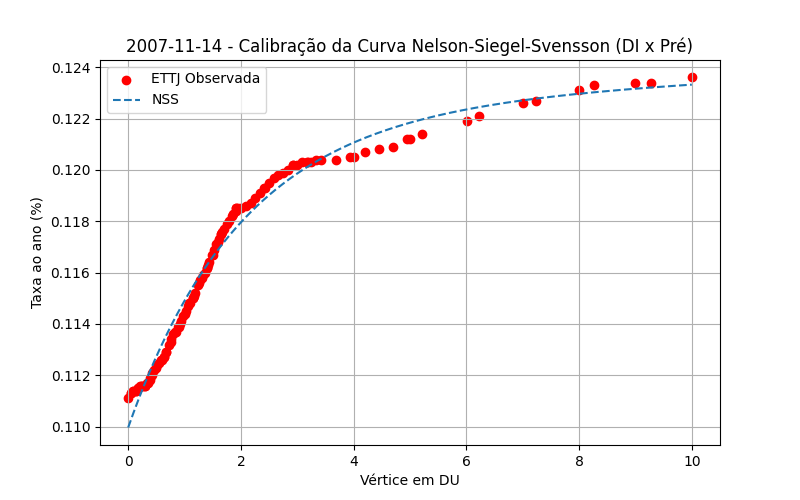 2007-11-14 - Calibração da Curva Nelson-Siegel-Svensson (DI x Pré)
ETTJ Observada
NSS
0.124
0.122
0.120
0.118
0.116
0.114
0.112
0.110
Taxa ao ano (%)
0 2 4 6 8 10
Vértice em DU